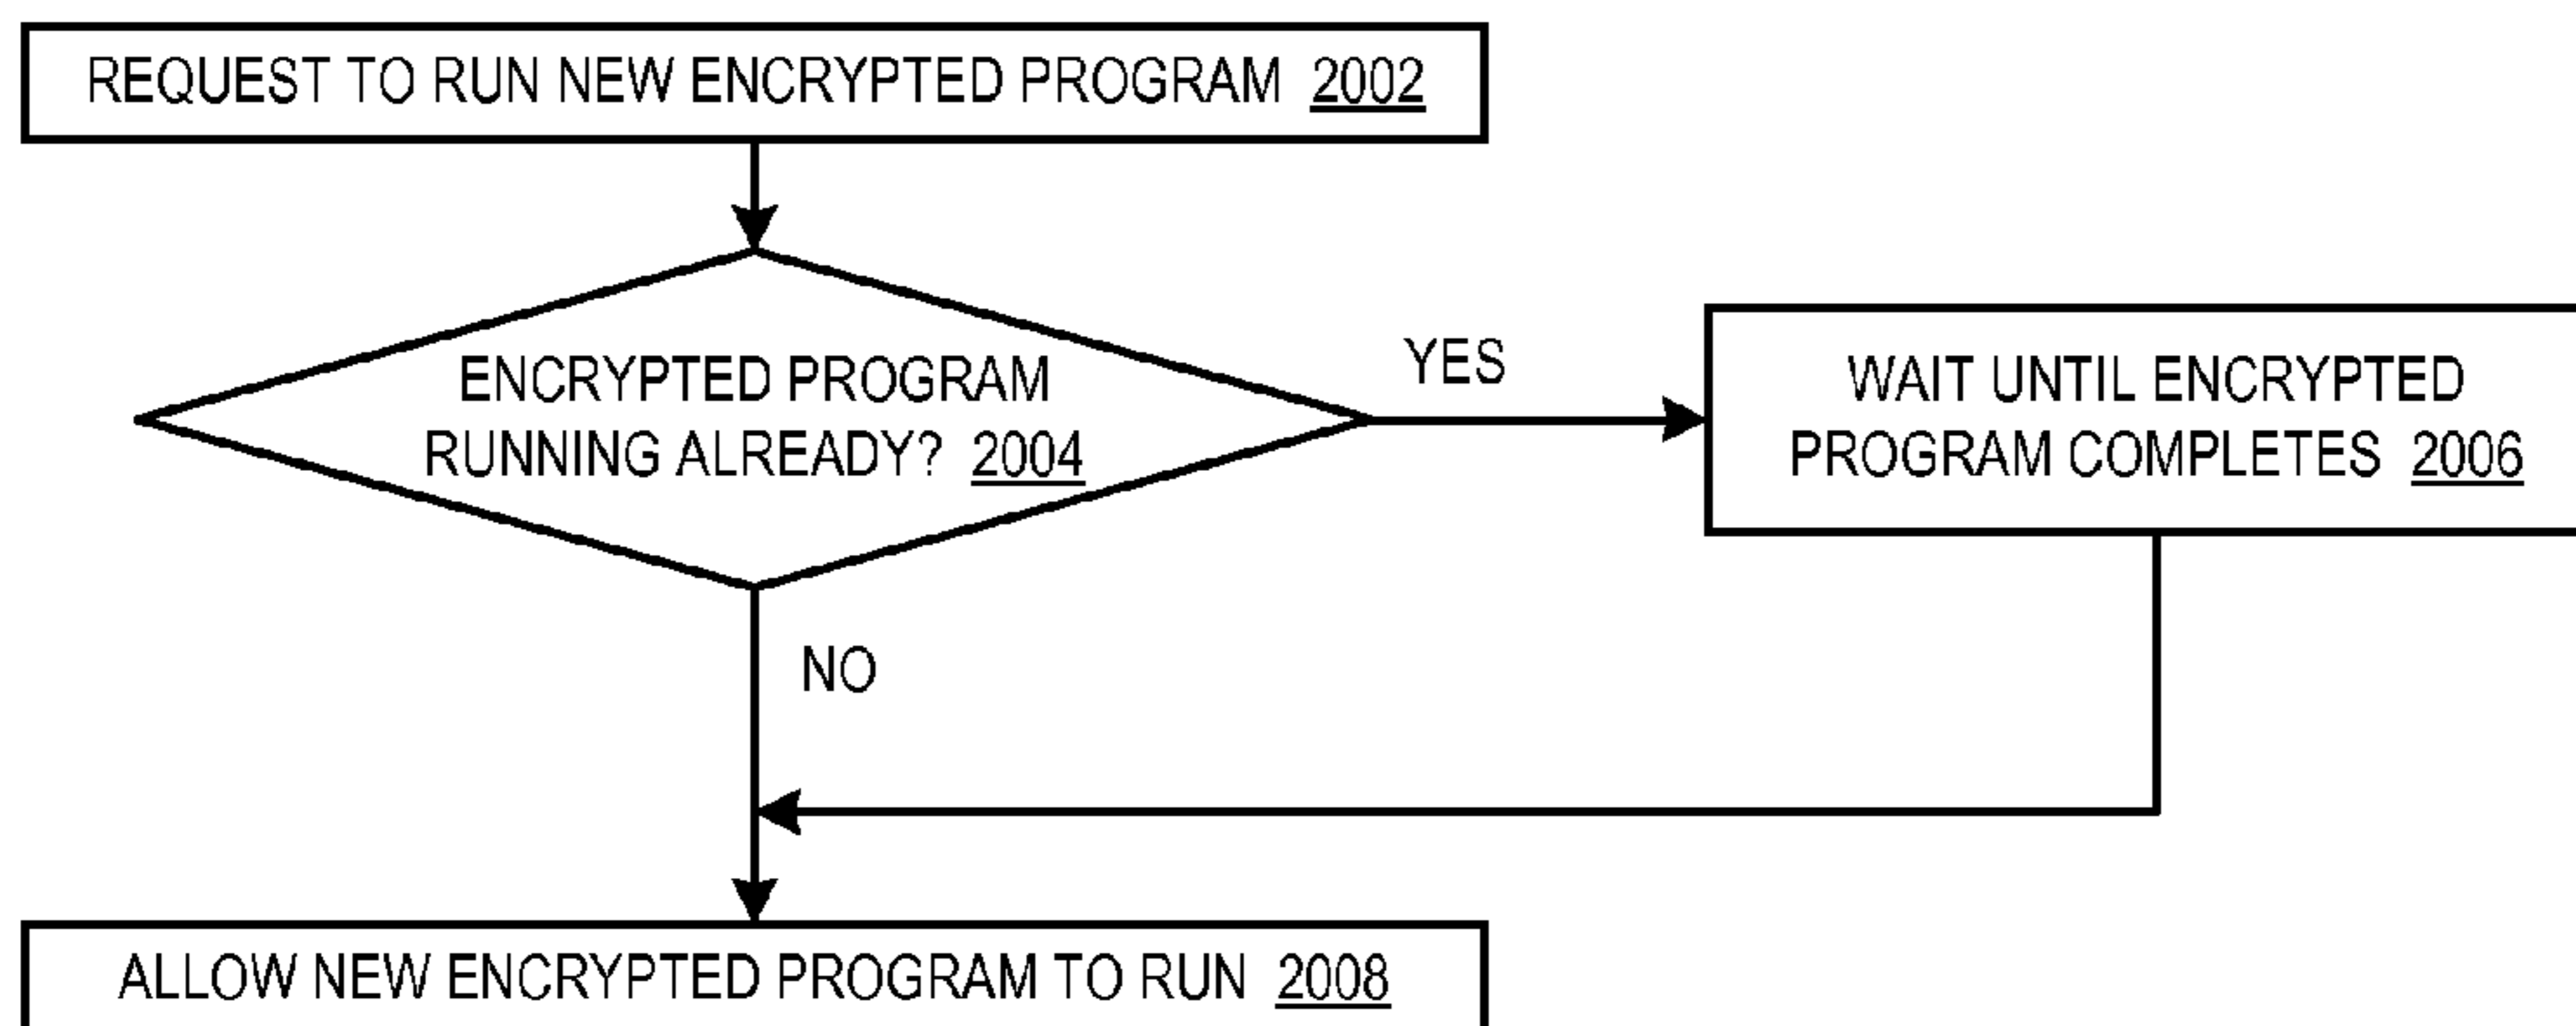 REQUEST TO RUN NEW ENCRYPTED PROGRAM 2002
ENCRYPTED PROGRAM
RUNNING ALREADY? 2004
YES
WAIT UNTIL ENCRYPTED
PROGRAM COMPLETES 2006
NO
ALLOW NEW ENCRYPTED PROGRAM TO RUN 2008